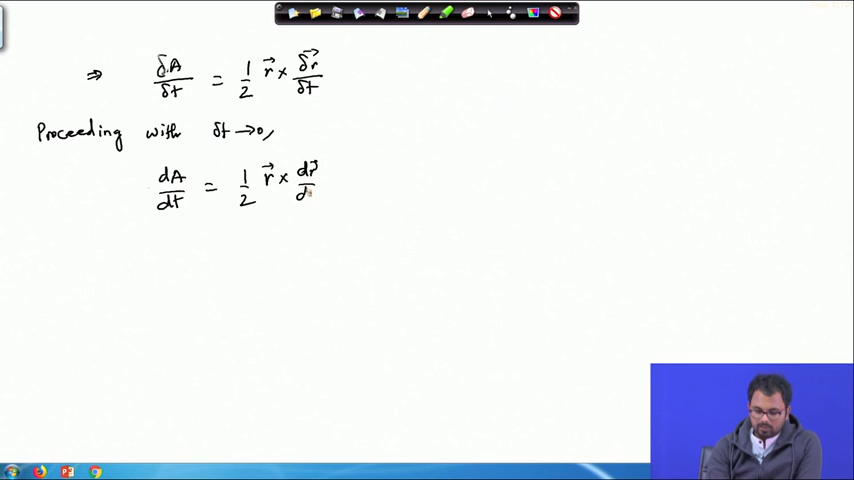 ⇒ δA/δt = 1/2 r⃗ × δr⃗/δt
Proceeding with δt → 0,
dA/dt = 1/2 r⃗ × dr⃗/d